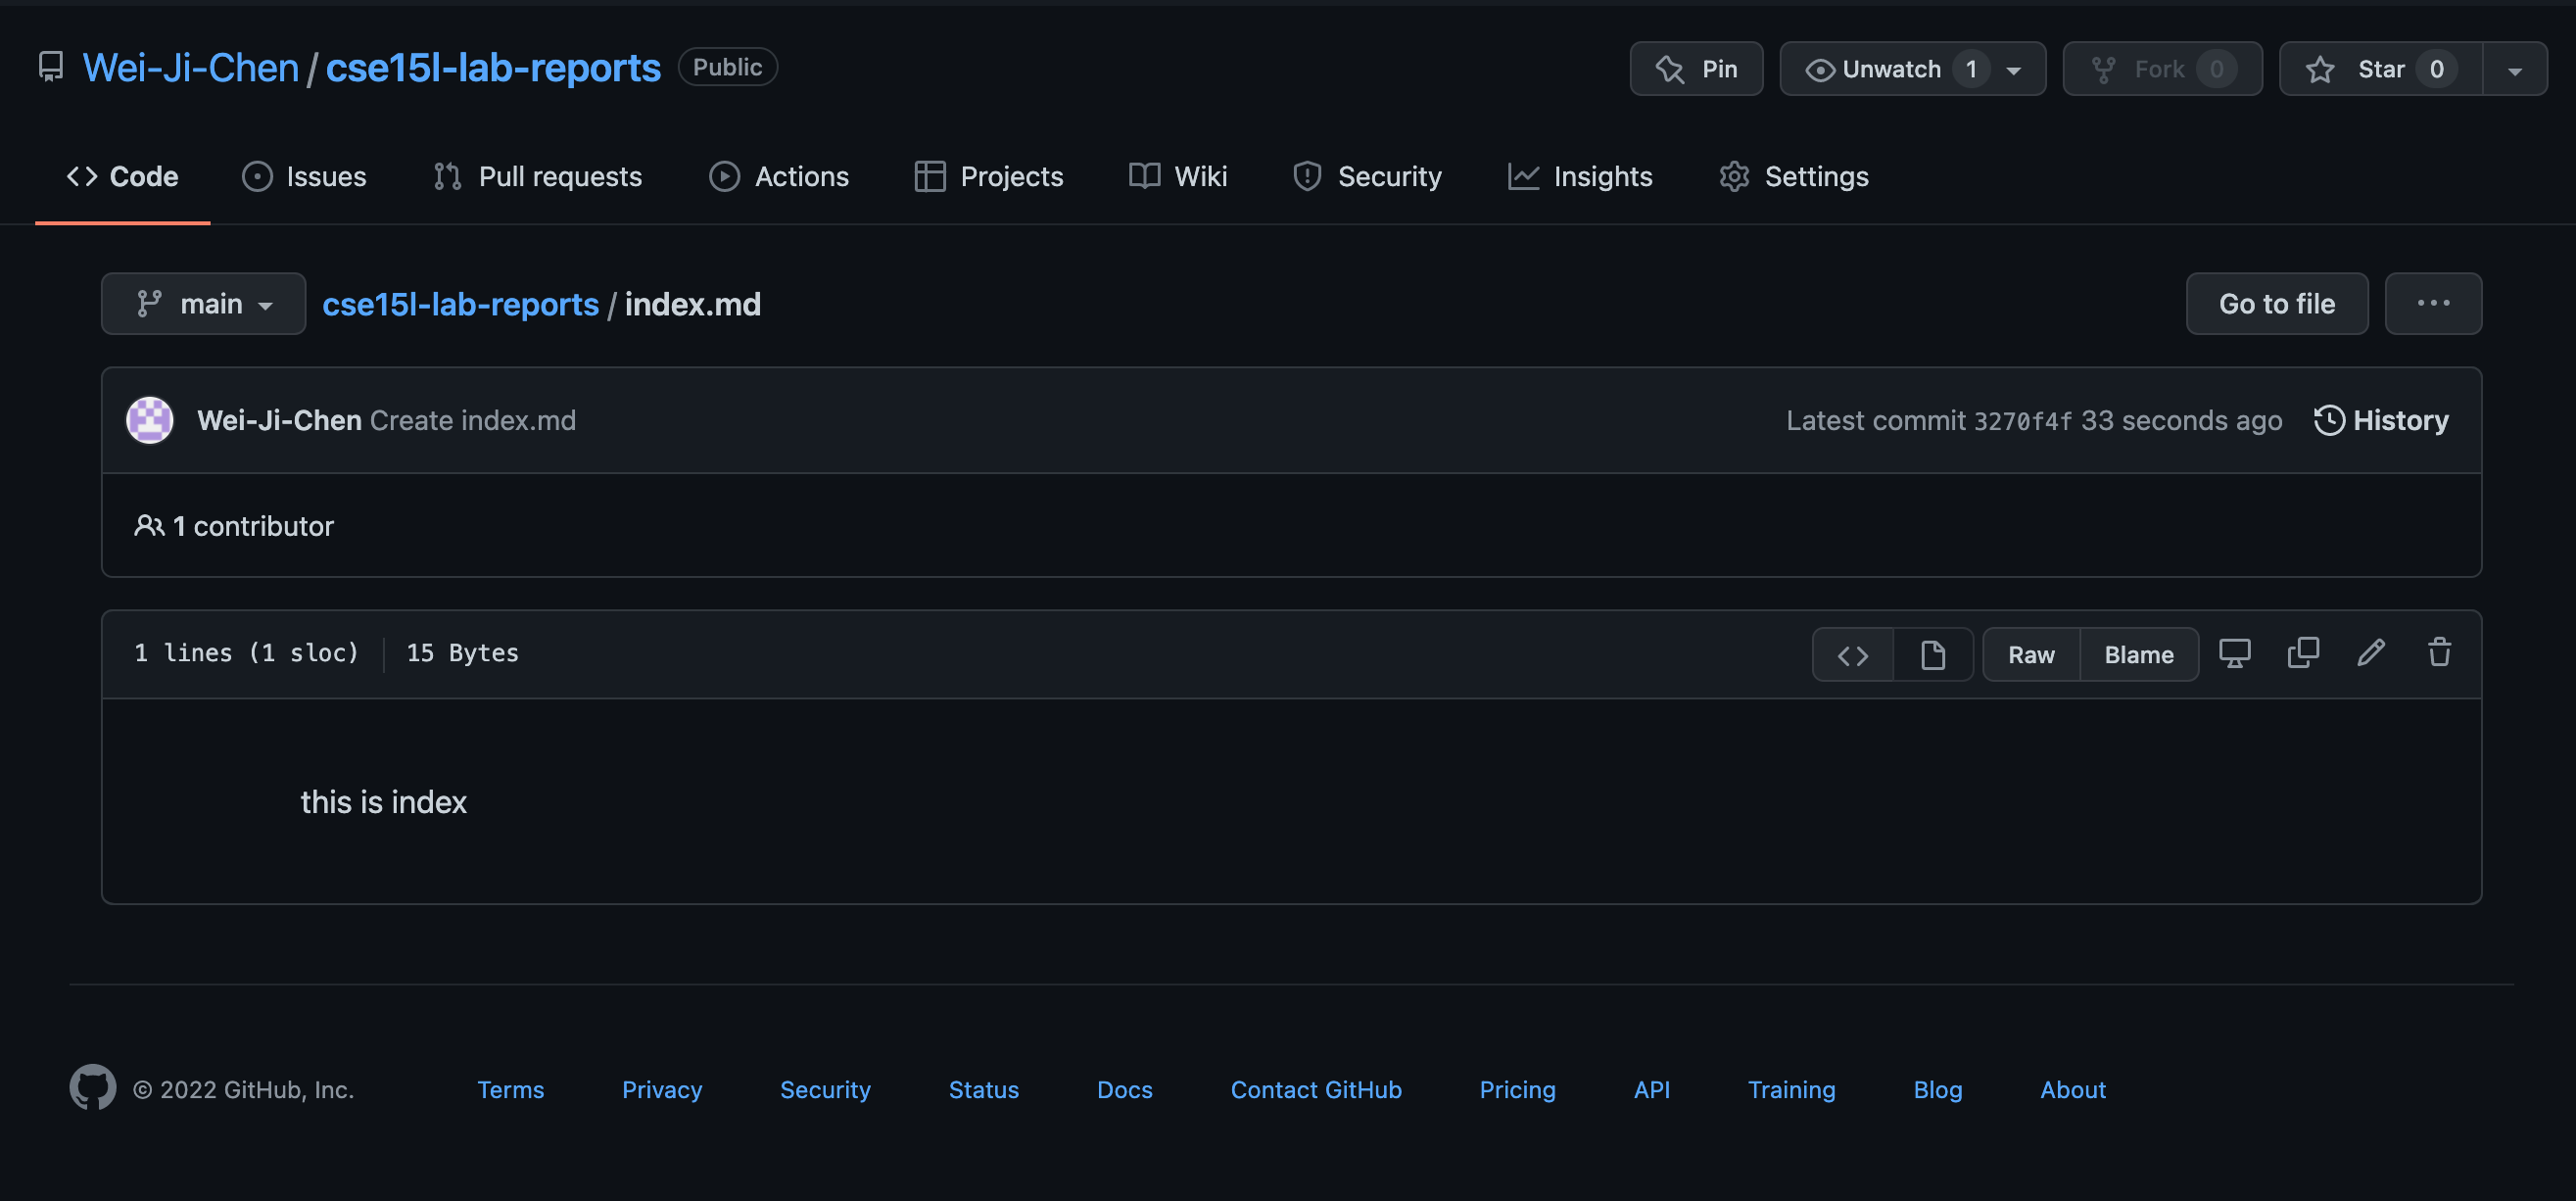 Wei-Ji-Chen / cse15l-lab-reports Public Pin Unwatch 1 Fork 0 Star 0
Code Issues Pull requests Actions Projects Wiki Security Insights Settings
main cse15l-lab-reports / index.md Go to file ...
Wei-Ji-Chen Create index.md Latest commit 3270f4f 33 seconds ago History
1 contributor
1 lines (1 sloc) 15 Bytes Raw Blame
this is index
© 2022 GitHub, Inc. Terms Privacy Security Status Docs Contact GitHub Pricing API Training Blog About